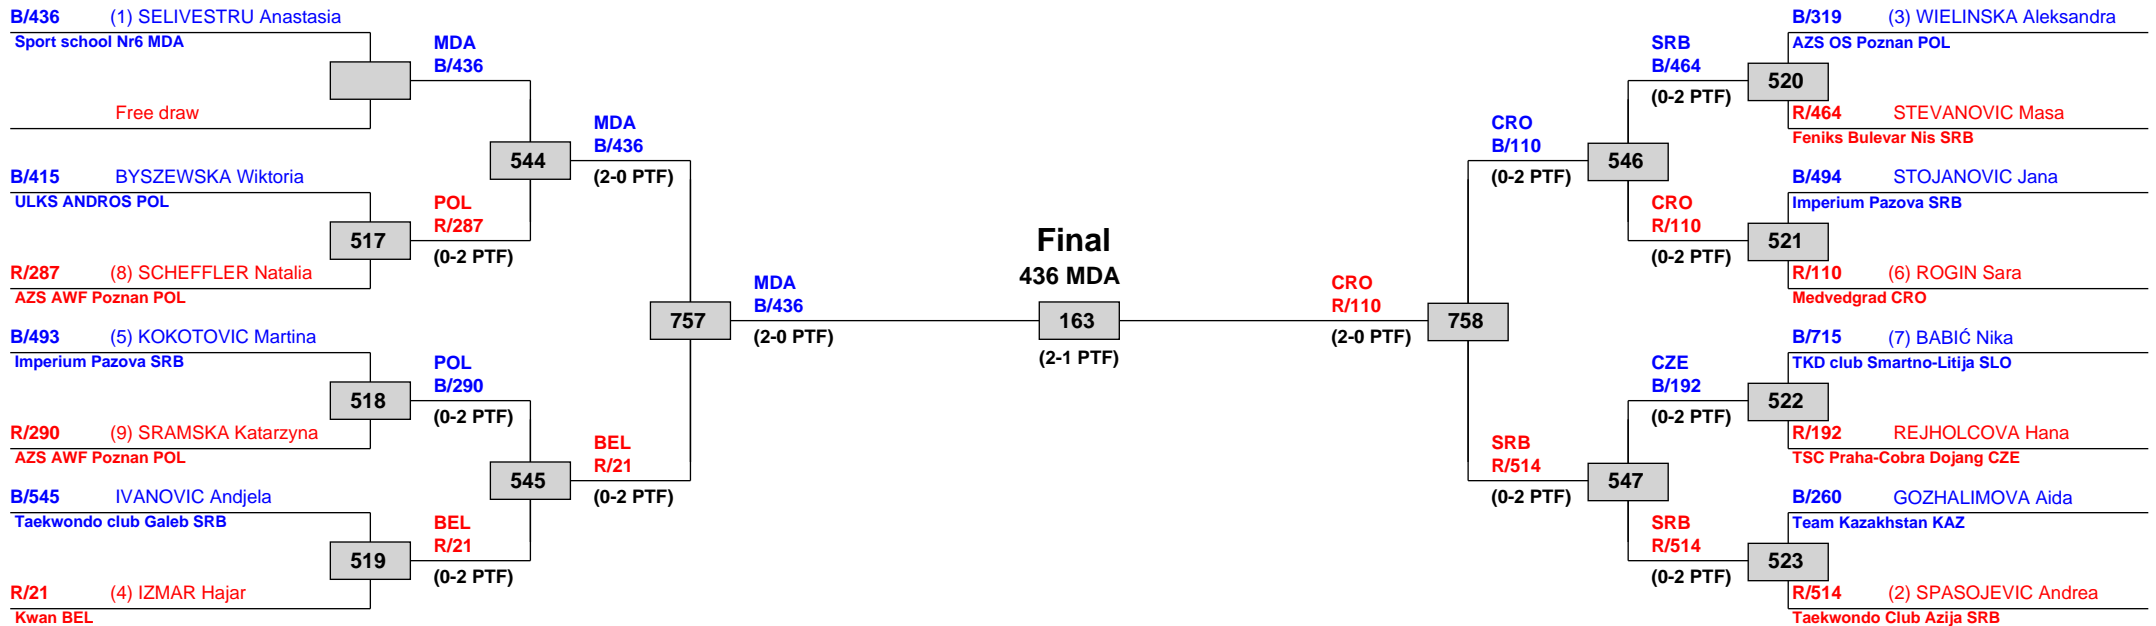 B/436 (1) SELIVESTRU Anastasia
Sport school Nr6 MDA
Free draw
B/415 BYSZEWSKA Wiktoria
ULKS ANDROS POL
517
R/287 (8) SCHEFFLER Natalia
AZS AWF Poznan POL
B/493 (5) KOKOTOVIC Martina
Imperium Pazova SRB
518
R/290 (9) SRAMSKA Katarzyna
AZS AWF Poznan POL
B/545 IVANOVIC Andjela
Taekwondo club Galeb SRB
519
R/21 (4) IZMAR Hajar
Kwan BEL
MDA
B/436
544
POL
R/287
(0-2 PTF)
POL
B/290
(0-2 PTF)
545
BEL
R/21
(0-2 PTF)
MDA
B/436
(2-0 PTF)
757
BEL
R/21
(0-2 PTF)
MDA
B/436
(2-0 PTF)
Final
436 MDA
163
(2-1 PTF)
CRO
R/110
(2-0 PTF)
758
CRO
B/110
(0-2 PTF)
SRB
R/514
(0-2 PTF)
546
547
SRB
B/464
(0-2 PTF)
CRO
R/110
(0-2 PTF)
CZE
B/192
(0-2 PTF)
SRB
R/514
(0-2 PTF)
B/319 (3) WIELINSKA Aleksandra
AZS OS Poznan POL
520
R/464 STEVANOVIC Masa
Feniks Bulevar Nis SRB
B/494 STOJANOVIC Jana
Imperium Pazova SRB
521
R/110 (6) ROGIN Sara
Medvedgrad CRO
B/715 (7) BABIĆ Nika
TKD club Smartno-Litija SLO
522
R/192 REJHOLCOVA Hana
TSC Praha-Cobra Dojang CZE
B/260 GOZHALIMOVA Aida
Team Kazakhstan KAZ
523
R/514 (2) SPASOJEVIC Andrea
Taekwondo Club Azija SRB